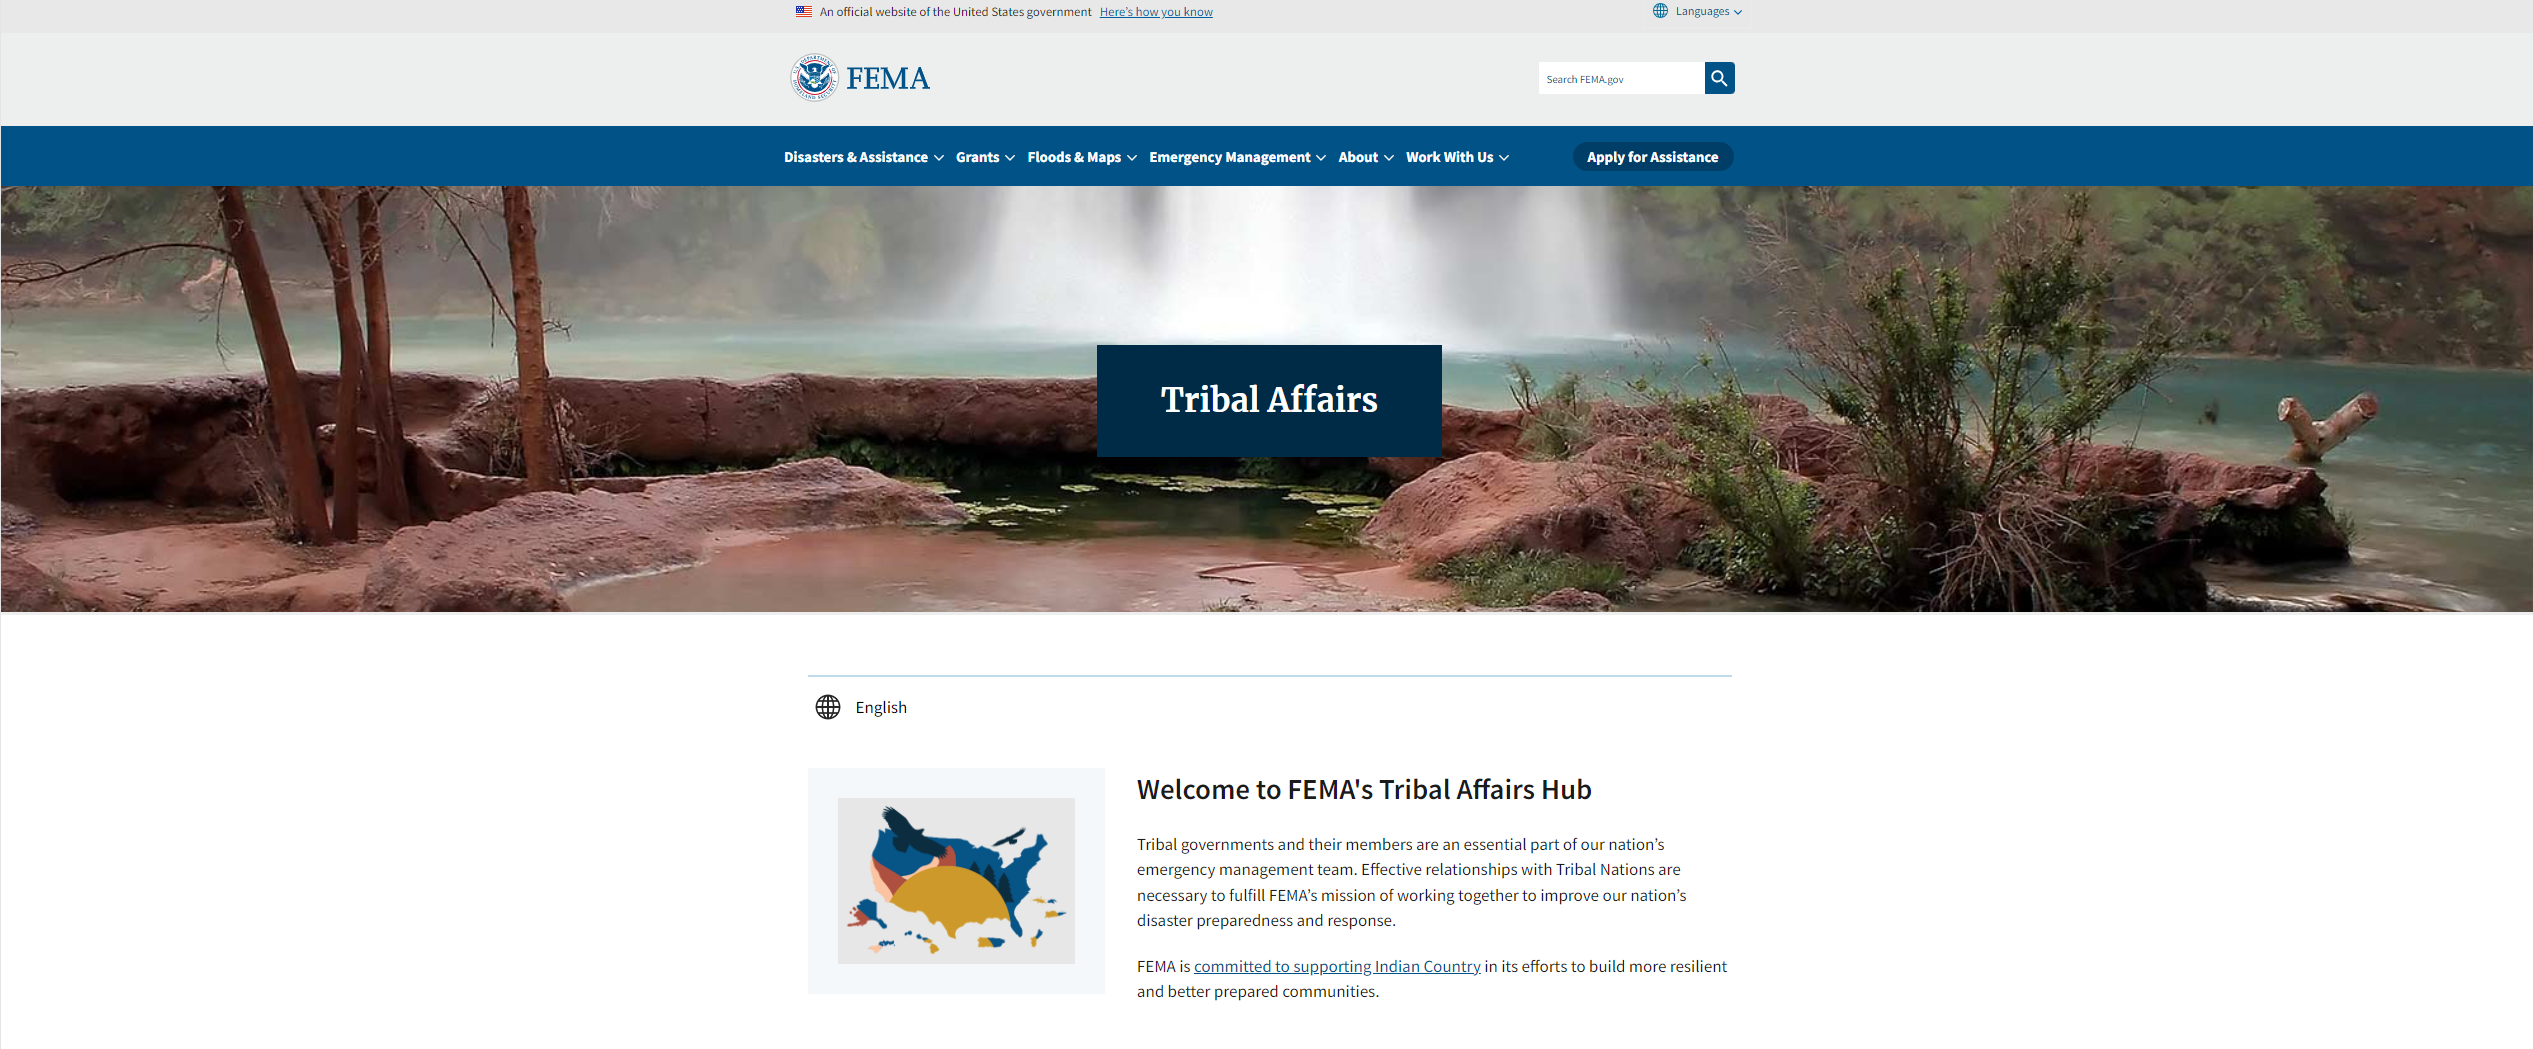 An official website of the United States government Here's how you know
Languages
FEMA
Search FEMA.gov
Disasters & Assistance Grants Floods & Maps Emergency Management About Work With Us Apply for Assistance
Tribal Affairs
English
Welcome to FEMA's Tribal Affairs Hub
Tribal governments and their members are an essential part of our nation’s
emergency management team. Effective relationships with Tribal Nations are
necessary to fulfill FEMA’s mission of working together to improve our nation’s
disaster preparedness and response.
FEMA is committed to supporting Indian Country in its efforts to build more resilient
and better prepared communities.